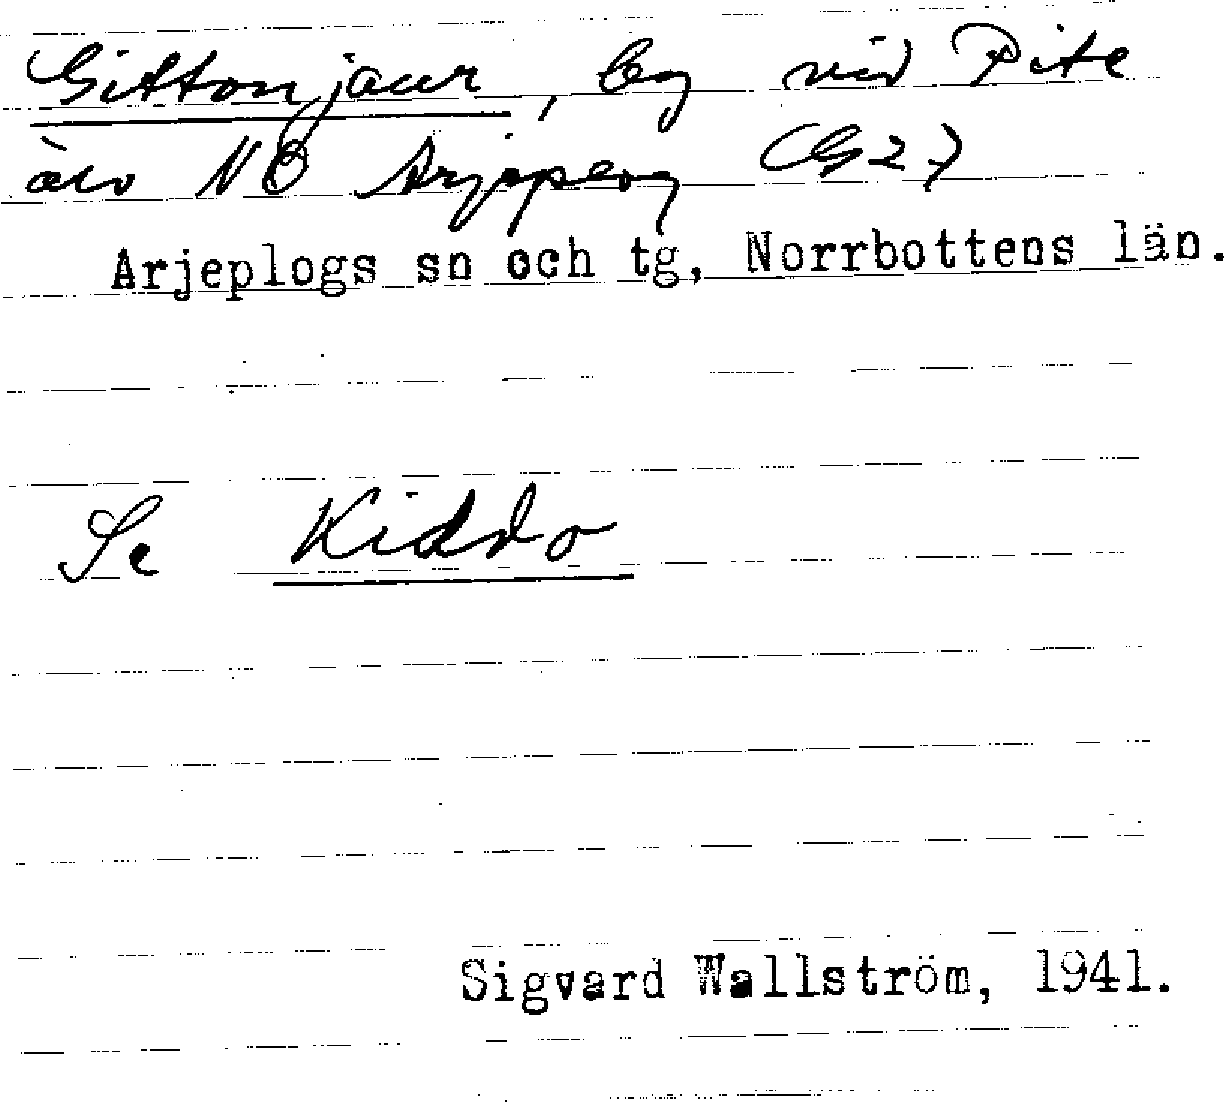 Gittonjaur, by vid Pite
älv NO Arjeplog (G27)
Arjeplogs sn och tg, Norrbottens län.
Se Kiddo
Sigvard Wallström, 1941.